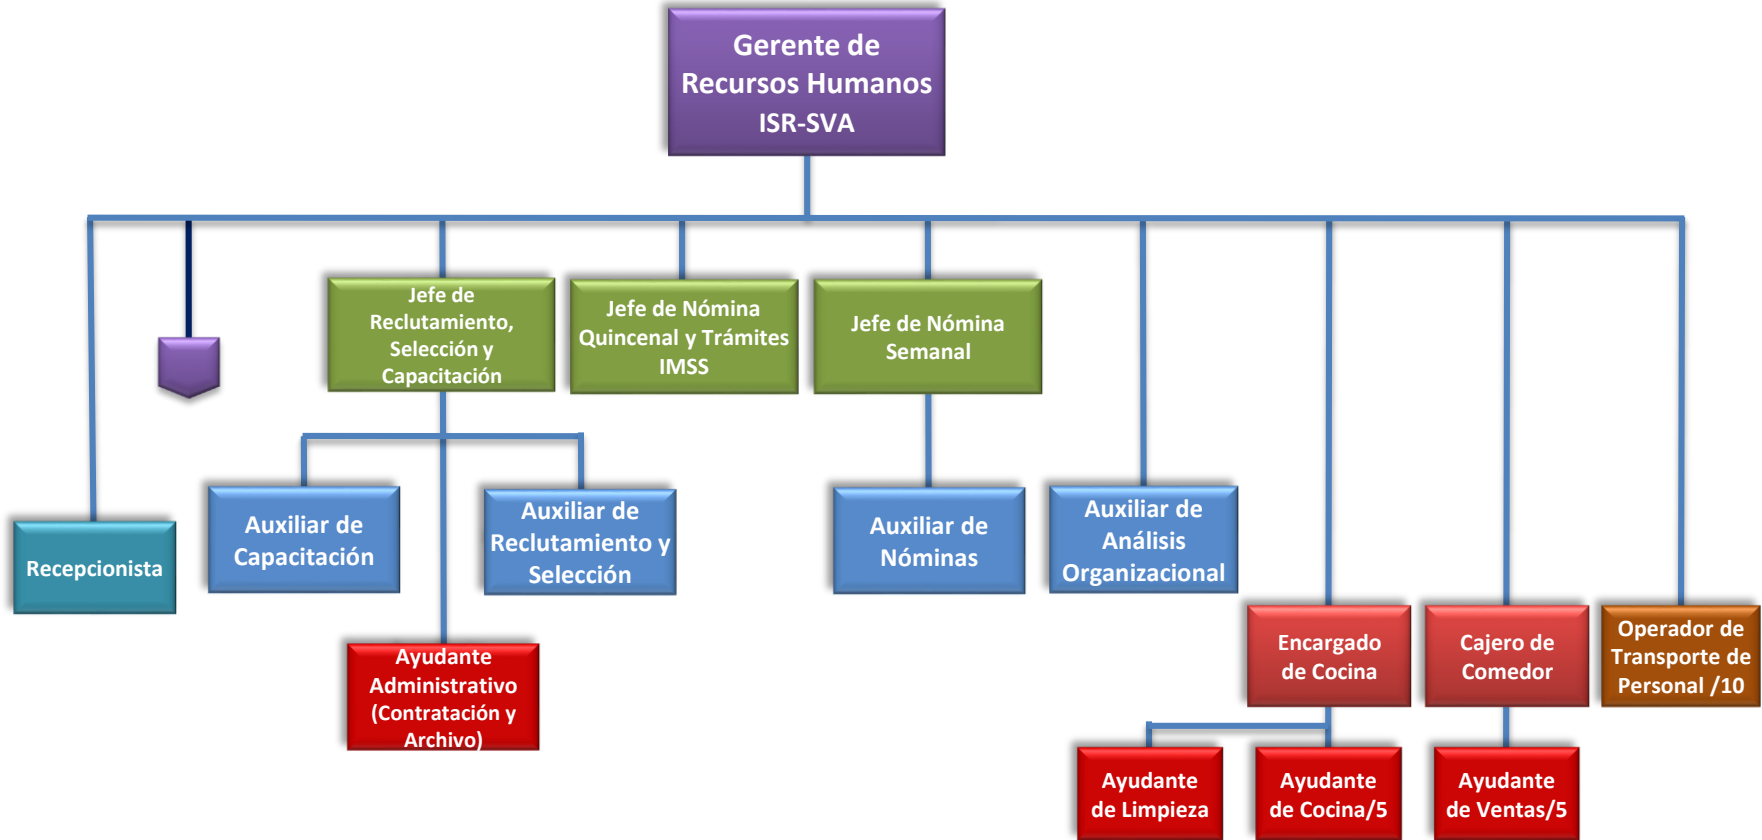 Gerente de
Recursos Humanos
ISR-SVA
Jefe de
Reclutamiento,
Selección y
Capacitación
Jefe de Nómina
Quincenal y Trámites
IMSS
Jefe de Nómina
Semanal
Recepcionista
Auxiliar de
Capacitación
Auxiliar de
Reclutamiento y
Selección
Auxiliar de
Nóminas
Auxiliar de
Análisis
Organizacional
Ayudante
Administrativo
(Contratación y
Archivo)
Encargado
de Cocina
Cajero de
Comedor
Operador de
Transporte de
Personal /10
Ayudante
de Limpieza
Ayudante
de Cocina/5
Ayudante
de Ventas/5